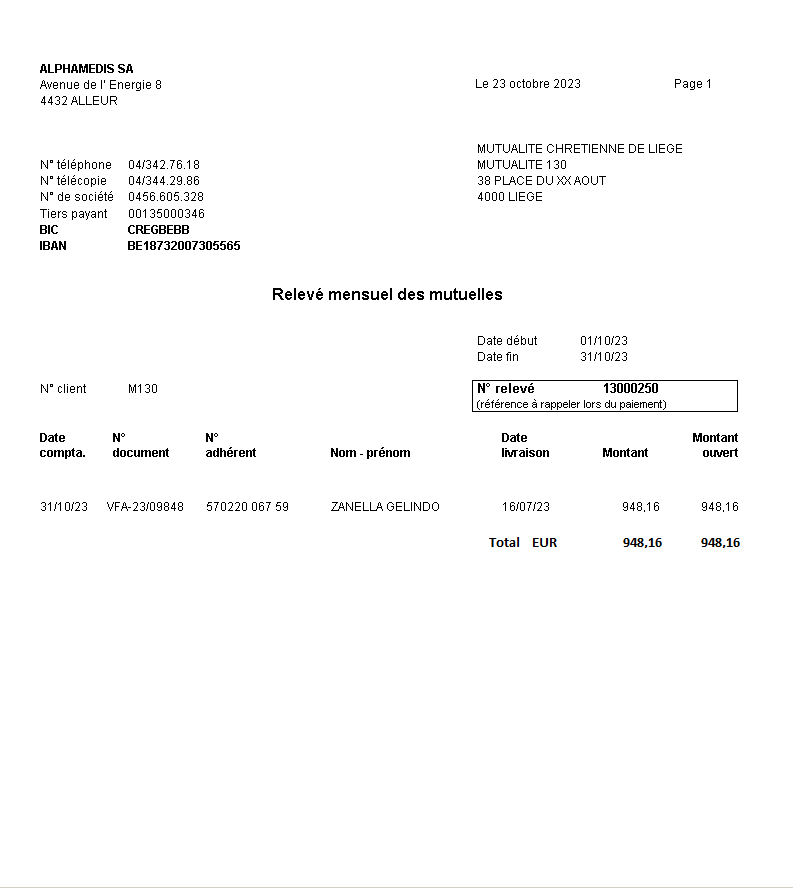 ALPHAMEDIS SA
Avenue de l' Energie 8
4432 ALLEUR
Le 23 octobre 2023 Page 1
MUTUALITE CHRETIENNE DE LIEGE
MUTUALITE 130
38 PLACE DU XX AOUT
4000 LIEGE
N° téléphone 04/342.76.18
N° télécopie 04/344.29.86
N° de société 0456.605.328
Tiers payant 00135000346
BIC CREGBEBB
IBAN BE18732007305565
Relevé mensuel des mutuelles
Date début 01/10/23
Date fin 31/10/23
N° client M130
N° relevé 13000250
(référence à rappeler lors du paiement)
Date N° N° Date Montant
compta. document adhérent Nom - prénom livraison Montant ouvert
31/10/23 VFA-23/09848 570220 067 59 ZANELLA GELINDO 16/07/23 948,16 948,16
Total EUR 948,16 948,16